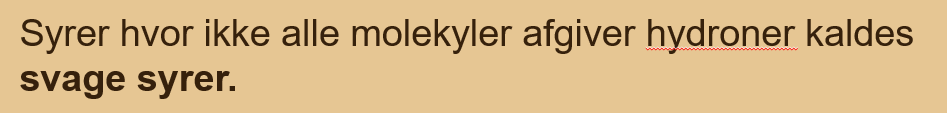 Syrer hvor ikke alle molekyler afgiver hydroner kaldes
svage syrer.